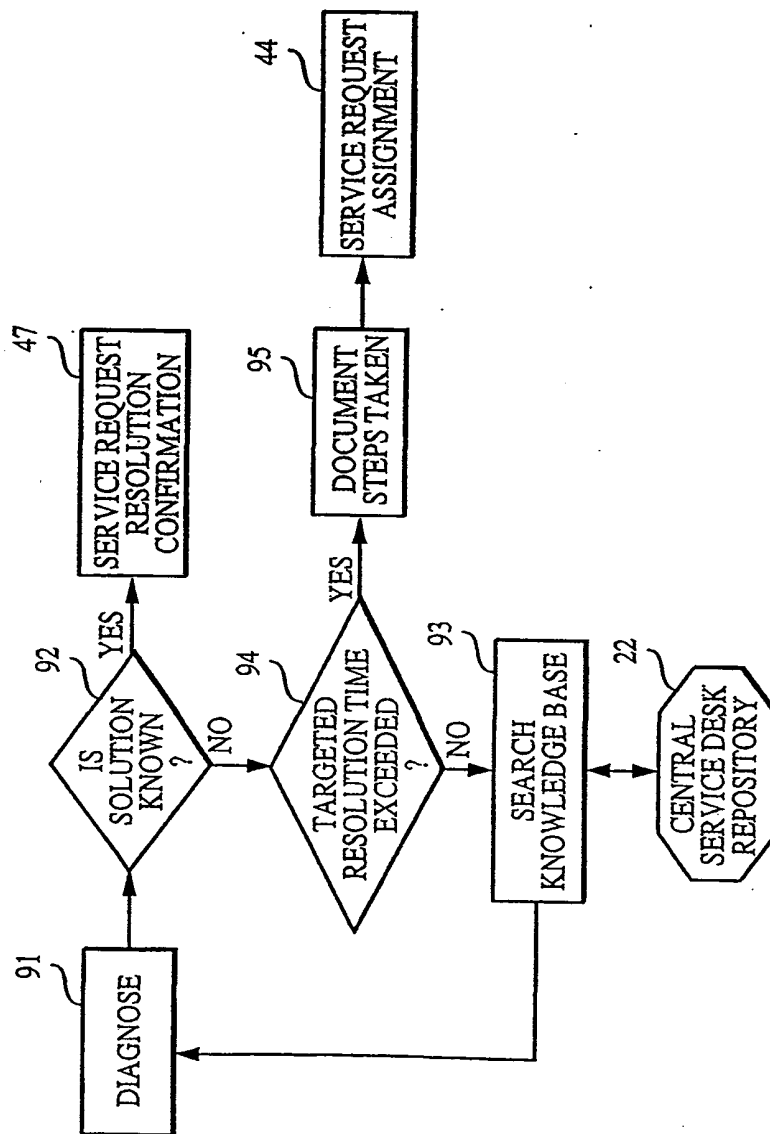 91
DIAGNOSE
92
IS
SOLUTION
KNOWN
?
YES
47
SERVICE REQUEST
RESOLUTION
CONFIRMATION
NO
94
TARGETED
RESOLUTION TIME
EXCEEDED
?
YES
95
DOCUMENT
STEPS TAKEN
44
SERVICE REQUEST
ASSIGNMENT
NO
93
SEARCH
KNOWLEDGE BASE
22
CENTRAL
SERVICE DESK
REPOSITORY